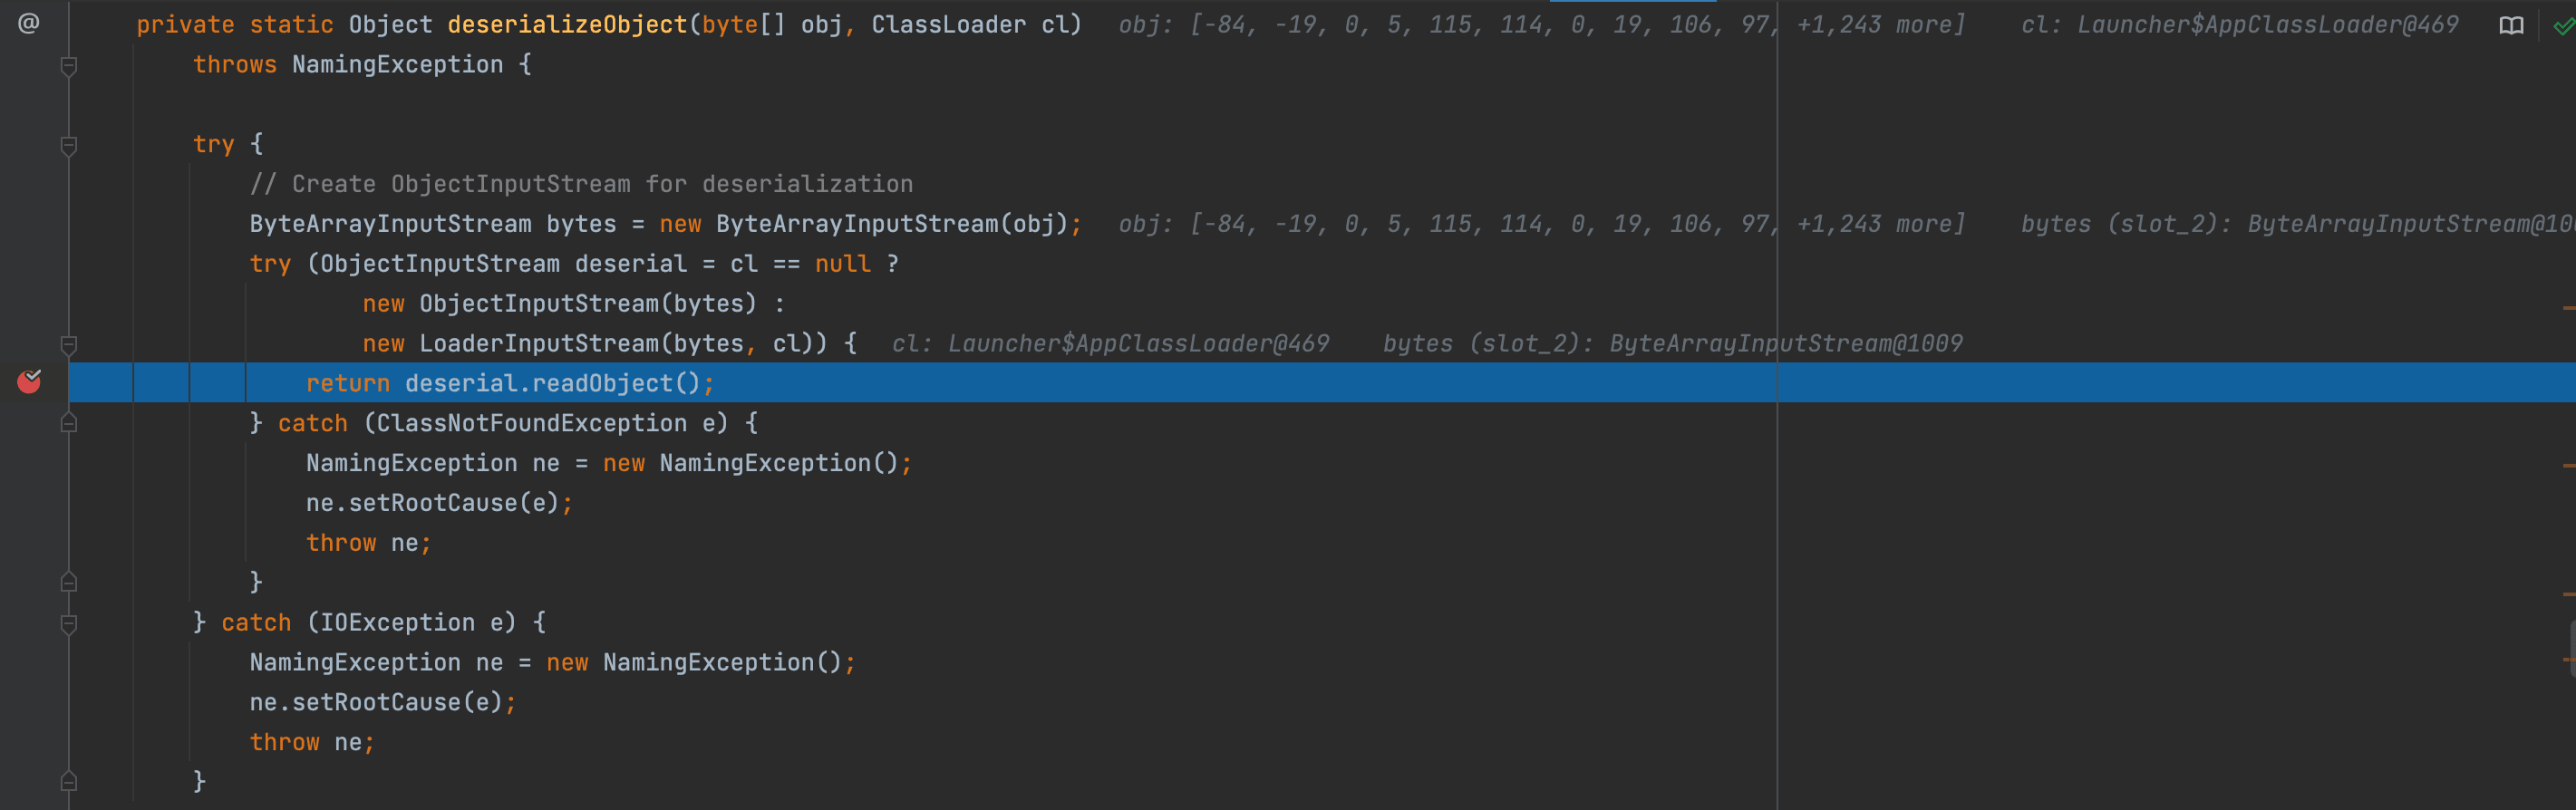 @ private static Object deserializeObject(byte[] obj, ClassLoader cl) obj: [-84, -19, 0, 5, 115, 114, 0, 19, 106, 97, +1,243 more] cl: Launcher$AppClassLoader@469
throws NamingException {
try {
// Create ObjectInputStream for deserialization
ByteArrayInputStream bytes = new ByteArrayInputStream(obj); obj: [-84, -19, 0, 5, 115, 114, 0, 19, 106, 97, +1,243 more] bytes (slot_2): ByteArrayInputStream@10
try (ObjectInputStream deserial = cl == null ?
new ObjectInputStream(bytes) :
new LoaderInputStream(bytes, cl)) { cl: Launcher$AppClassLoader@469 bytes (slot_2): ByteArrayInputStream@1009
return deserial.readObject();
} catch (ClassNotFoundException e) {
NamingException ne = new NamingException();
ne.setRootCause(e);
throw ne;
}
} catch (IOException e) {
NamingException ne = new NamingException();
ne.setRootCause(e);
throw ne;
}